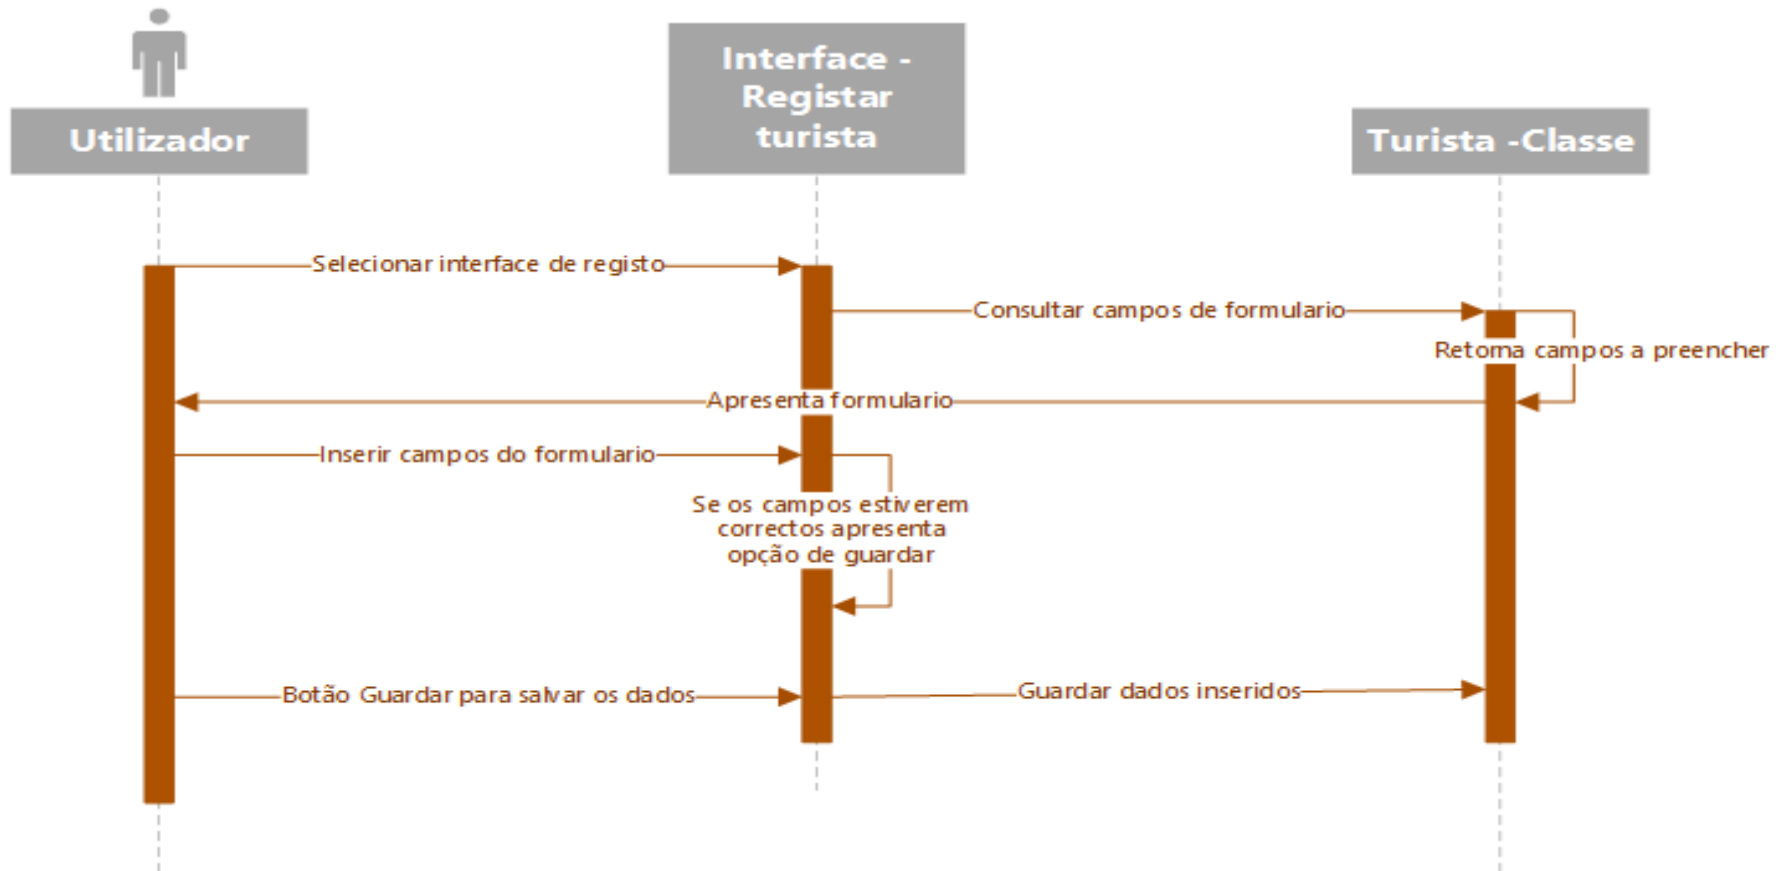 Utilizador
Interface -
Registar
turista
Turista -Classe
Selecionar interface de registo
Consultar campos de formulario
Retorna campos a preencher
Apresenta formulario
Inserir campos do formulario
Se os campos estiverem
correctos apresenta
opção de guardar
Botão Guardar para salvar os dados
Guardar dados inseridos